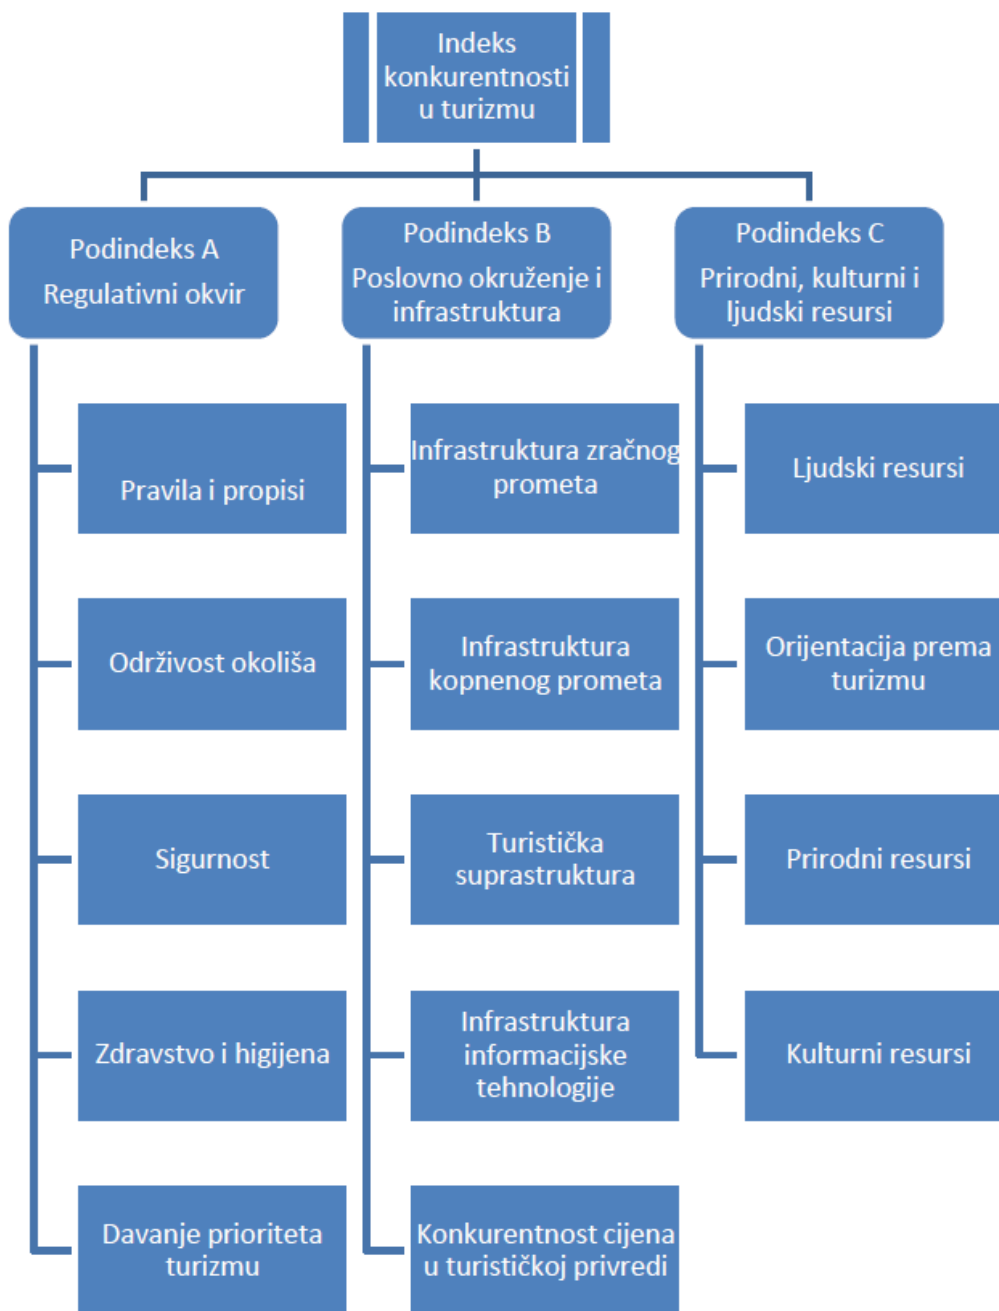 Indeks
konkurentnosti
u turizmu
Podindeks A
Regulativni okvir
Podindeks B
Poslovno okruženje i
infrastruktura
Podindeks C
Prirodni, kulturni i
ljudski resursi
Pravila i propisi
Održivost okoliša
Sigurnost
Zdravstvo i higijena
Davanje prioriteta
turizmu
Infrastruktura zračnog
prometa
Infrastruktura
kopnenog prometa
Turistička
suprastruktura
Infrastruktura
informacijske
tehnologije
Konkurentnost cijena
u turističkoj privredi
Ljudski resursi
Orijentacija prema
turizmu
Prirodni resursi
Kulturni resursi